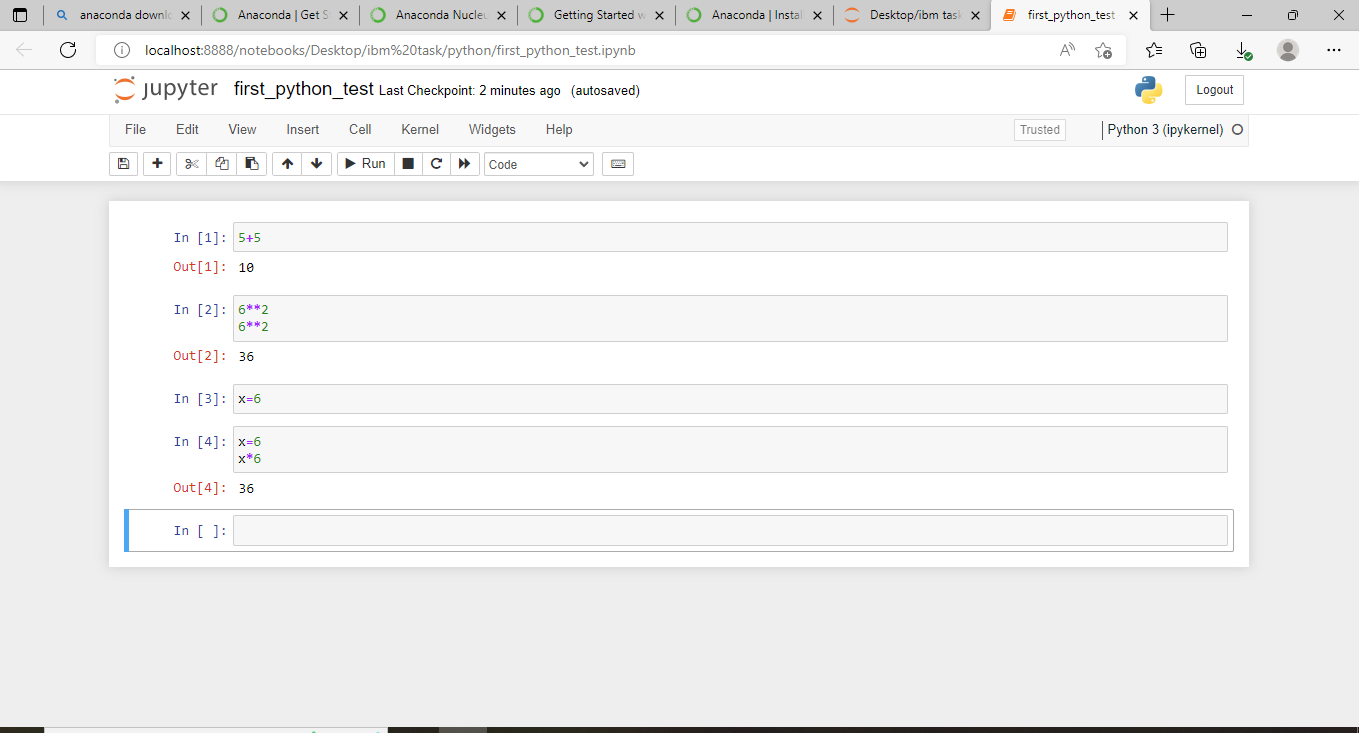 anaconda downlo
Anaconda | Get S
Anaconda Nucleu
Getting Started w
Anaconda | Instal
Desktop/ibm task
first_python_test
localhost:8888/notebooks/Desktop/ibm%20task/python/first_python_test.ipynb
jupyter first_python_test Last Checkpoint: 2 minutes ago (autosaved)
Logout
File Edit View Insert Cell Kernel Widgets Help
Trusted
Python 3 (ipykernel)
Run
Code
In [1]: 5+5
Out[1]: 10
In [2]: 6**2
6**2
Out[2]: 36
In [3]: x=6
In [4]: x=6
x*6
Out[4]: 36
In [ ]: